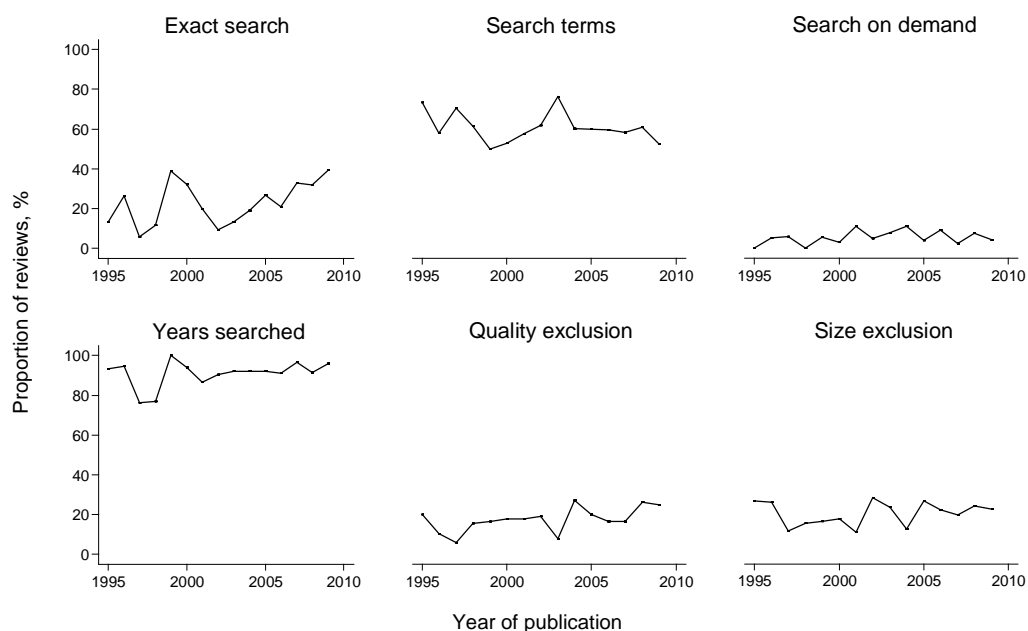 Exact search
Search terms
Search on demand
100
80
60
40
20
0
1995 2000 2005 2010
1995 2000 2005 2010
1995 2000 2005 2010
Proportion of reviews, %
Years searched
Quality exclusion
Size exclusion
100
80
60
40
20
0
1995 2000 2005 2010
1995 2000 2005 2010
1995 2000 2005 2010
Year of publication